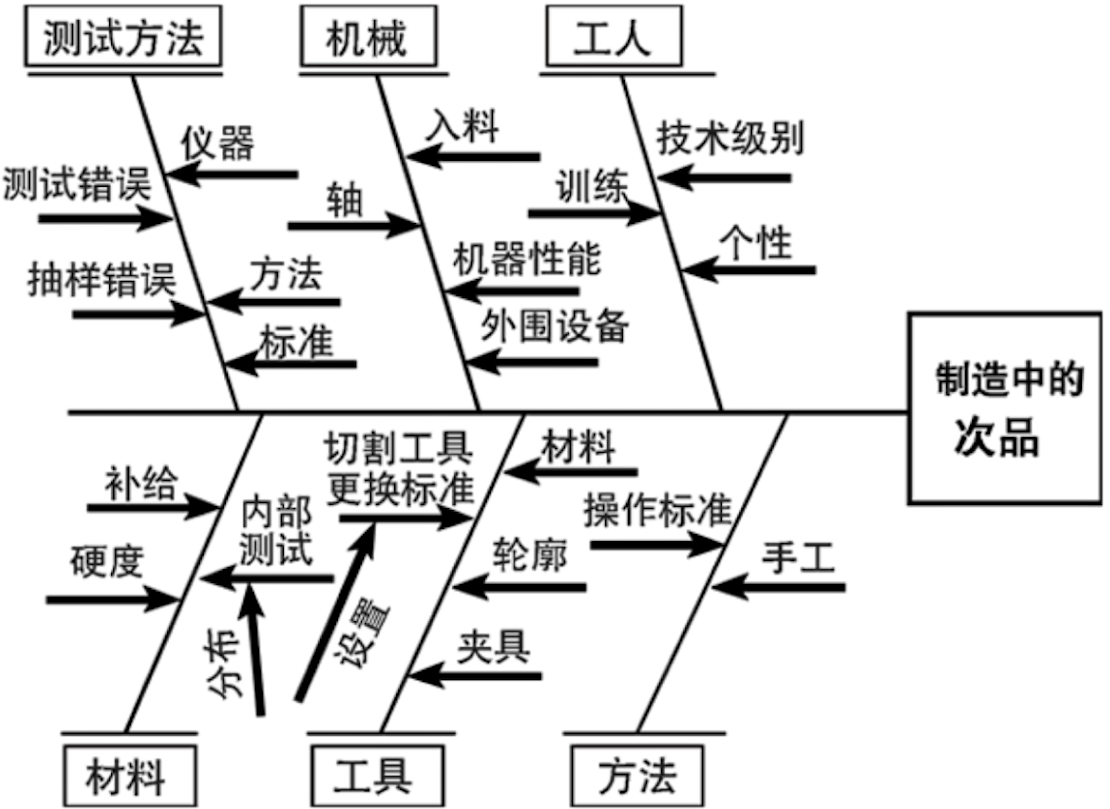 测试方法
机械
工人
仪器
测试错误
抽样错误
方法
标准
入料
轴
机器性能
外围设备
技术级别
训练
个性
制造中的
次品
补给
硬度
内部
测试
分布
切割工具
更换标准
设置
材料
轮廓
夹具
操作标准
手工
材料
工具
方法